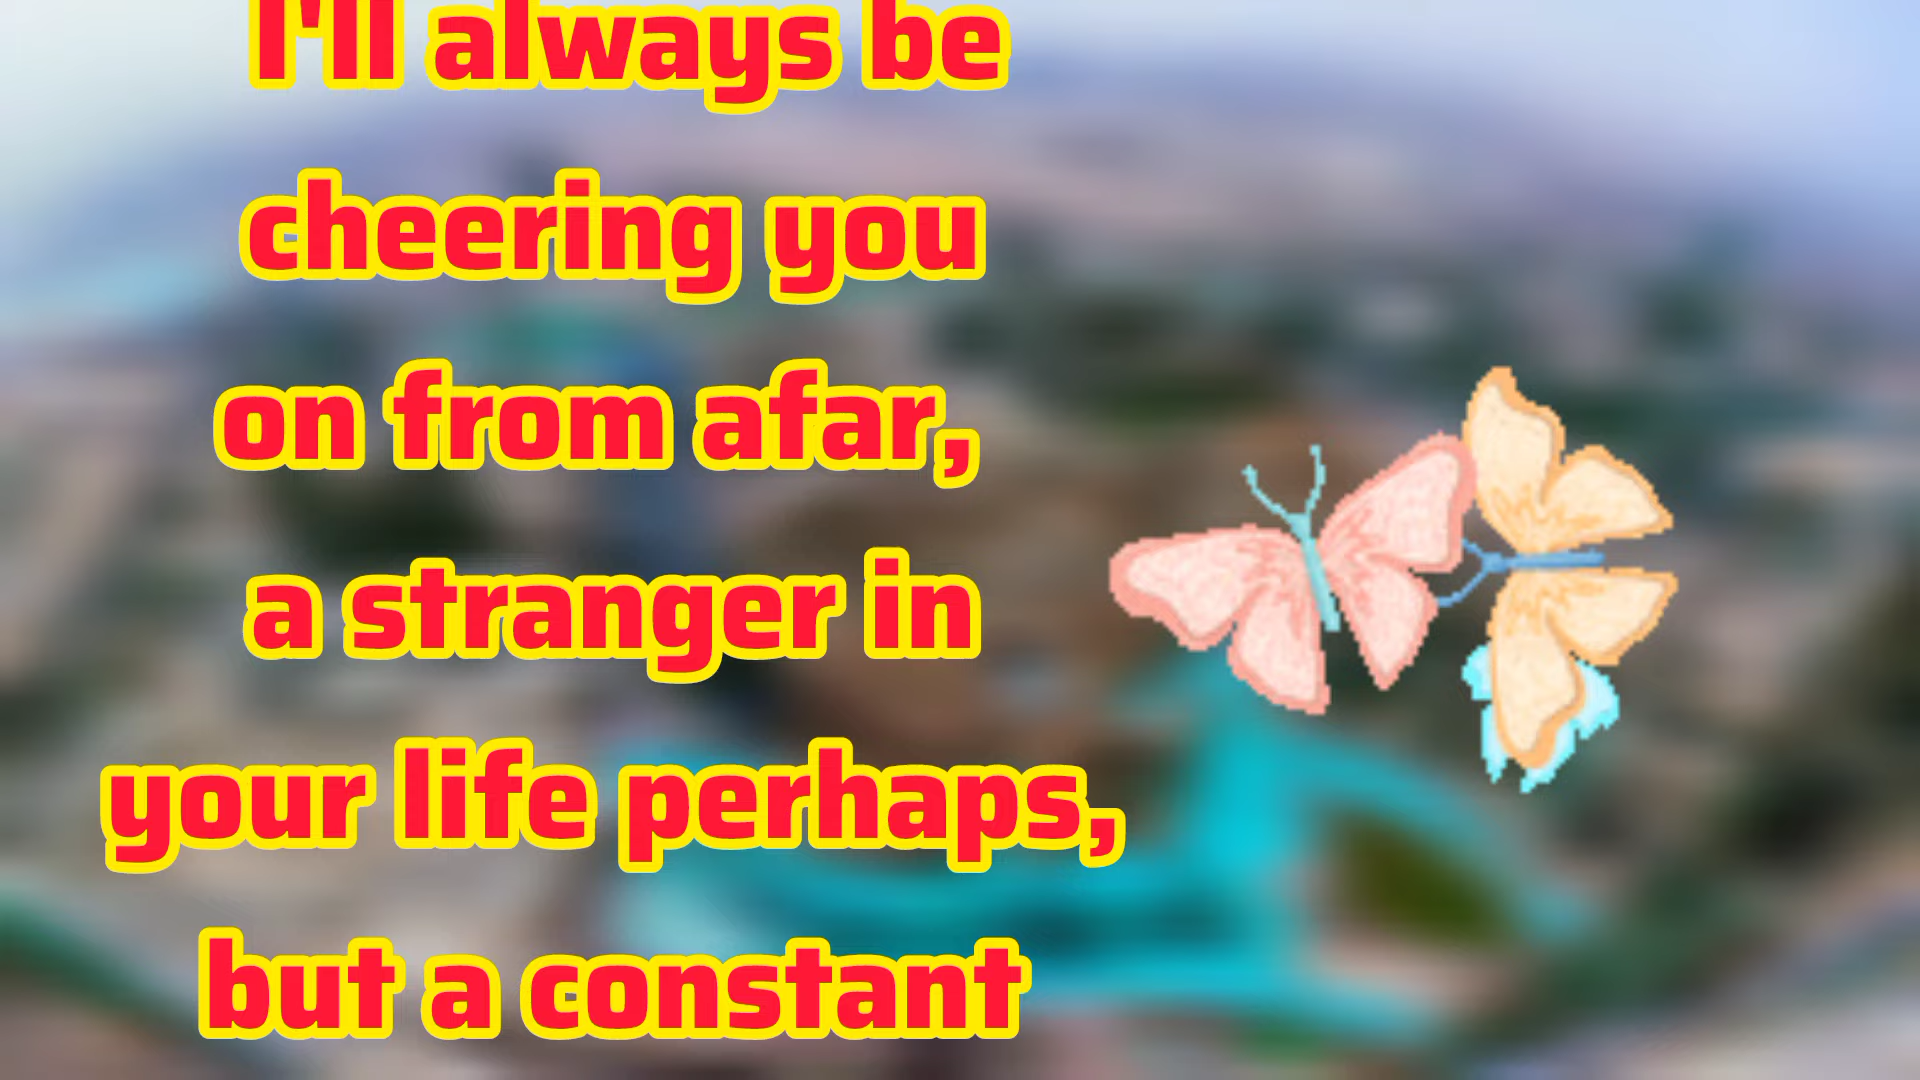 I'll always be
cheering you
on from afar,
a stranger in
your life perhaps,
but a constant